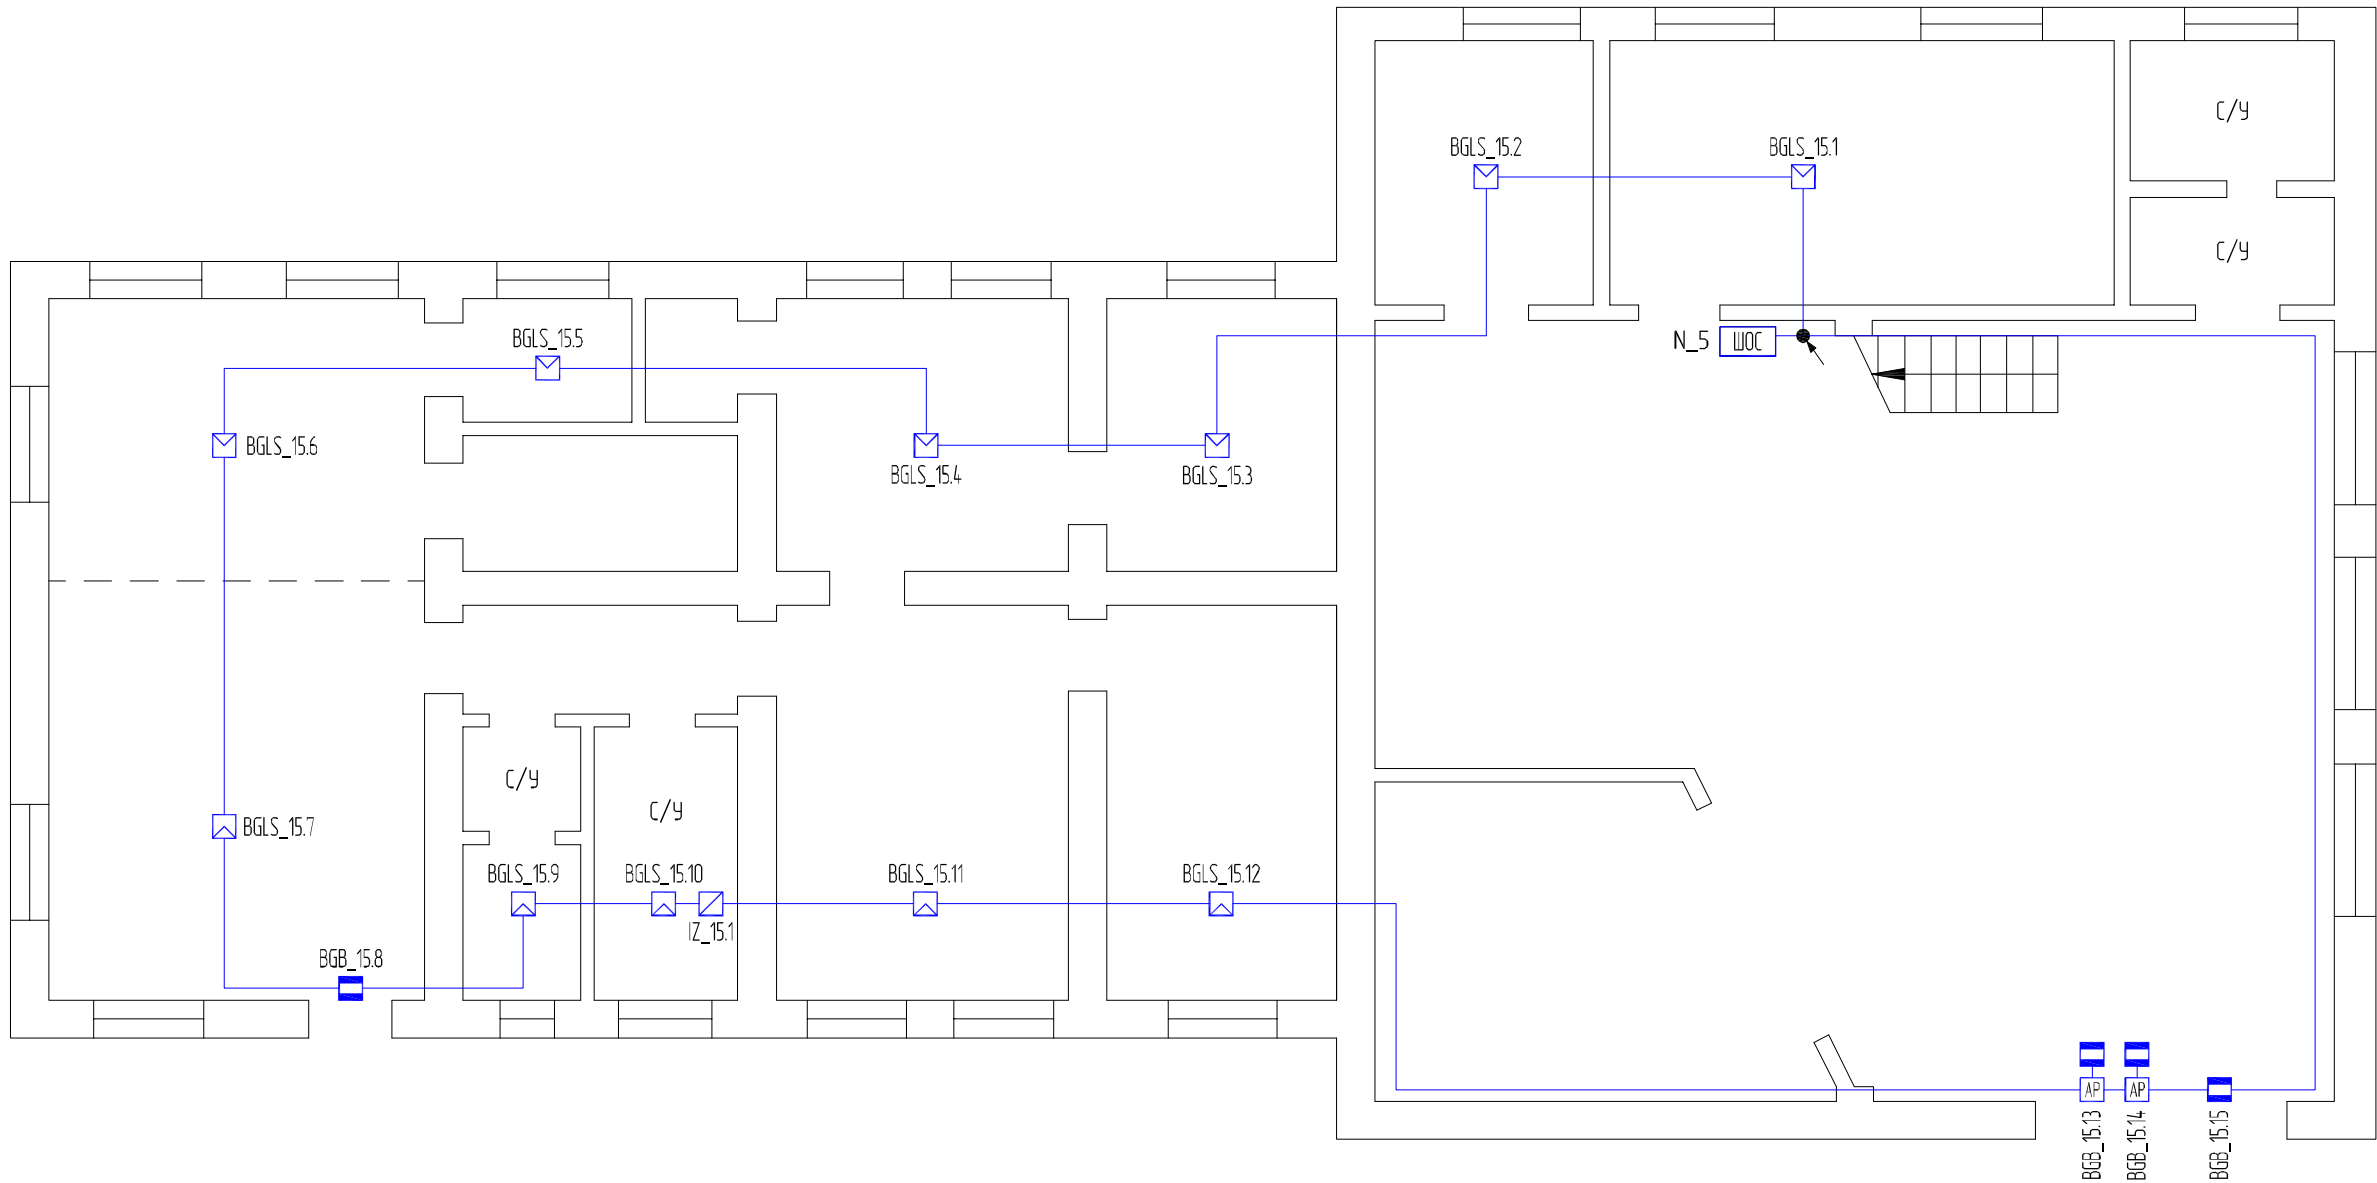 С/У
BGLS_15.2
BGLS_15.1
С/У
N_5
ШОС
BGLS_15.5
BGLS_15.6
BGLS_15.4
BGLS_15.3
С/У
С/У
BGLS_15.7
BGLS_15.9
BGLS_15.10
BGLS_15.11
BGLS_15.12
IZ_15.1
BGB_15.8
AP
AP
BGB_15.13
BGB_15.14
BGB_15.15